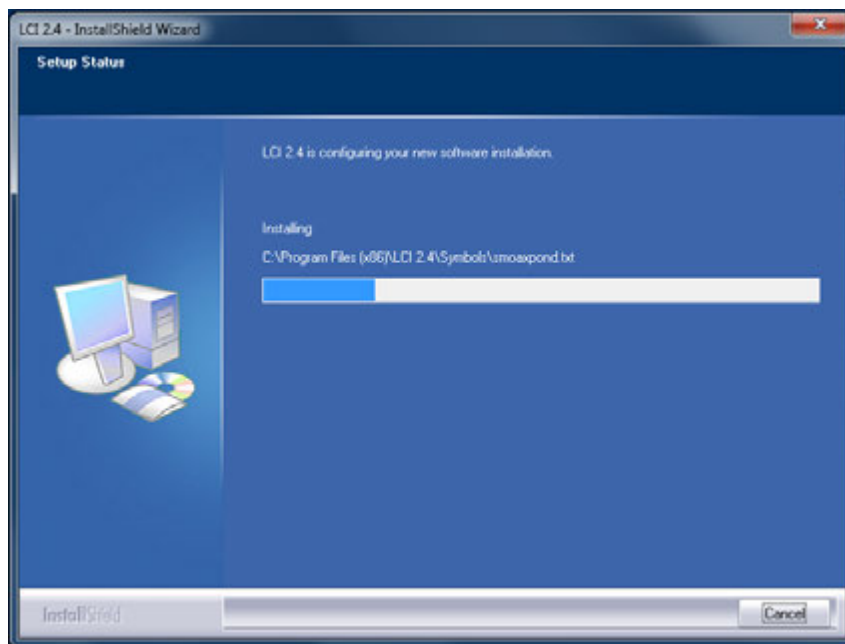 LCI 2.4 - InstallShield Wizard
Setup Status
LCI 2.4 is configuring your new software installation.
Installing
C:\Program Files (x86)\LCI 2.4\Symbols\smoaxpond.txt
InstallShield
Cancel